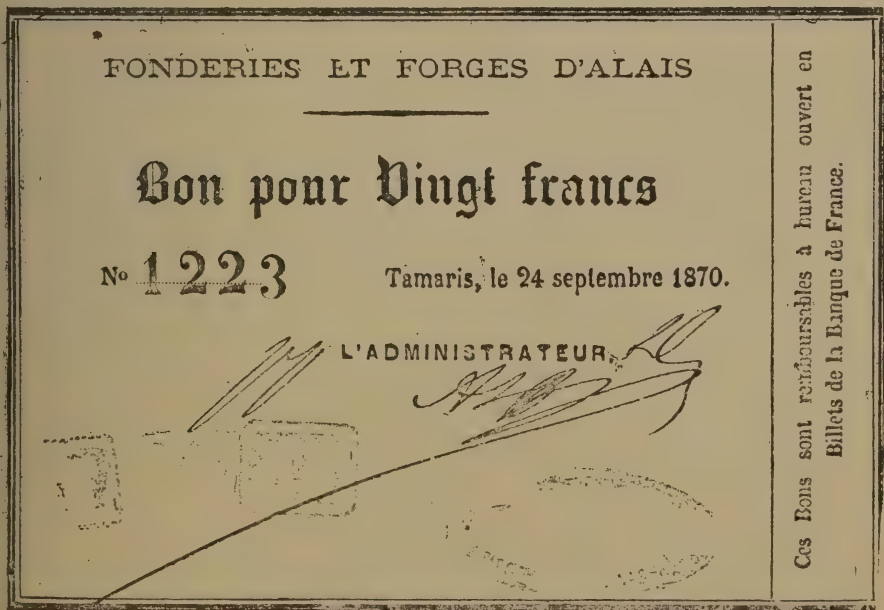 FONDERIES ET FORGES D'ALAIS
Bon pour Vingt francs
No 1223
Tamaris, le 24 septembre 1870.
L'ADMINISTRATEUR,
Ces Bons sont remboursables à bureau ouvert en
Billets de la Banque de France.